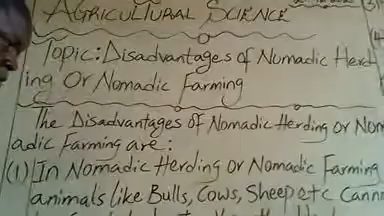 AGRICULTURAL SCIENCE
Topic: Disadvantages of Nomadic Herd
ing Or Nomadic Farming
The Disadvantages Of Nomadic Herding or Nom
adic Farming are:
(1) In Nomadic Herding or Nomadic Farming
animals like Bulls, Cows, Sheep etc Cann